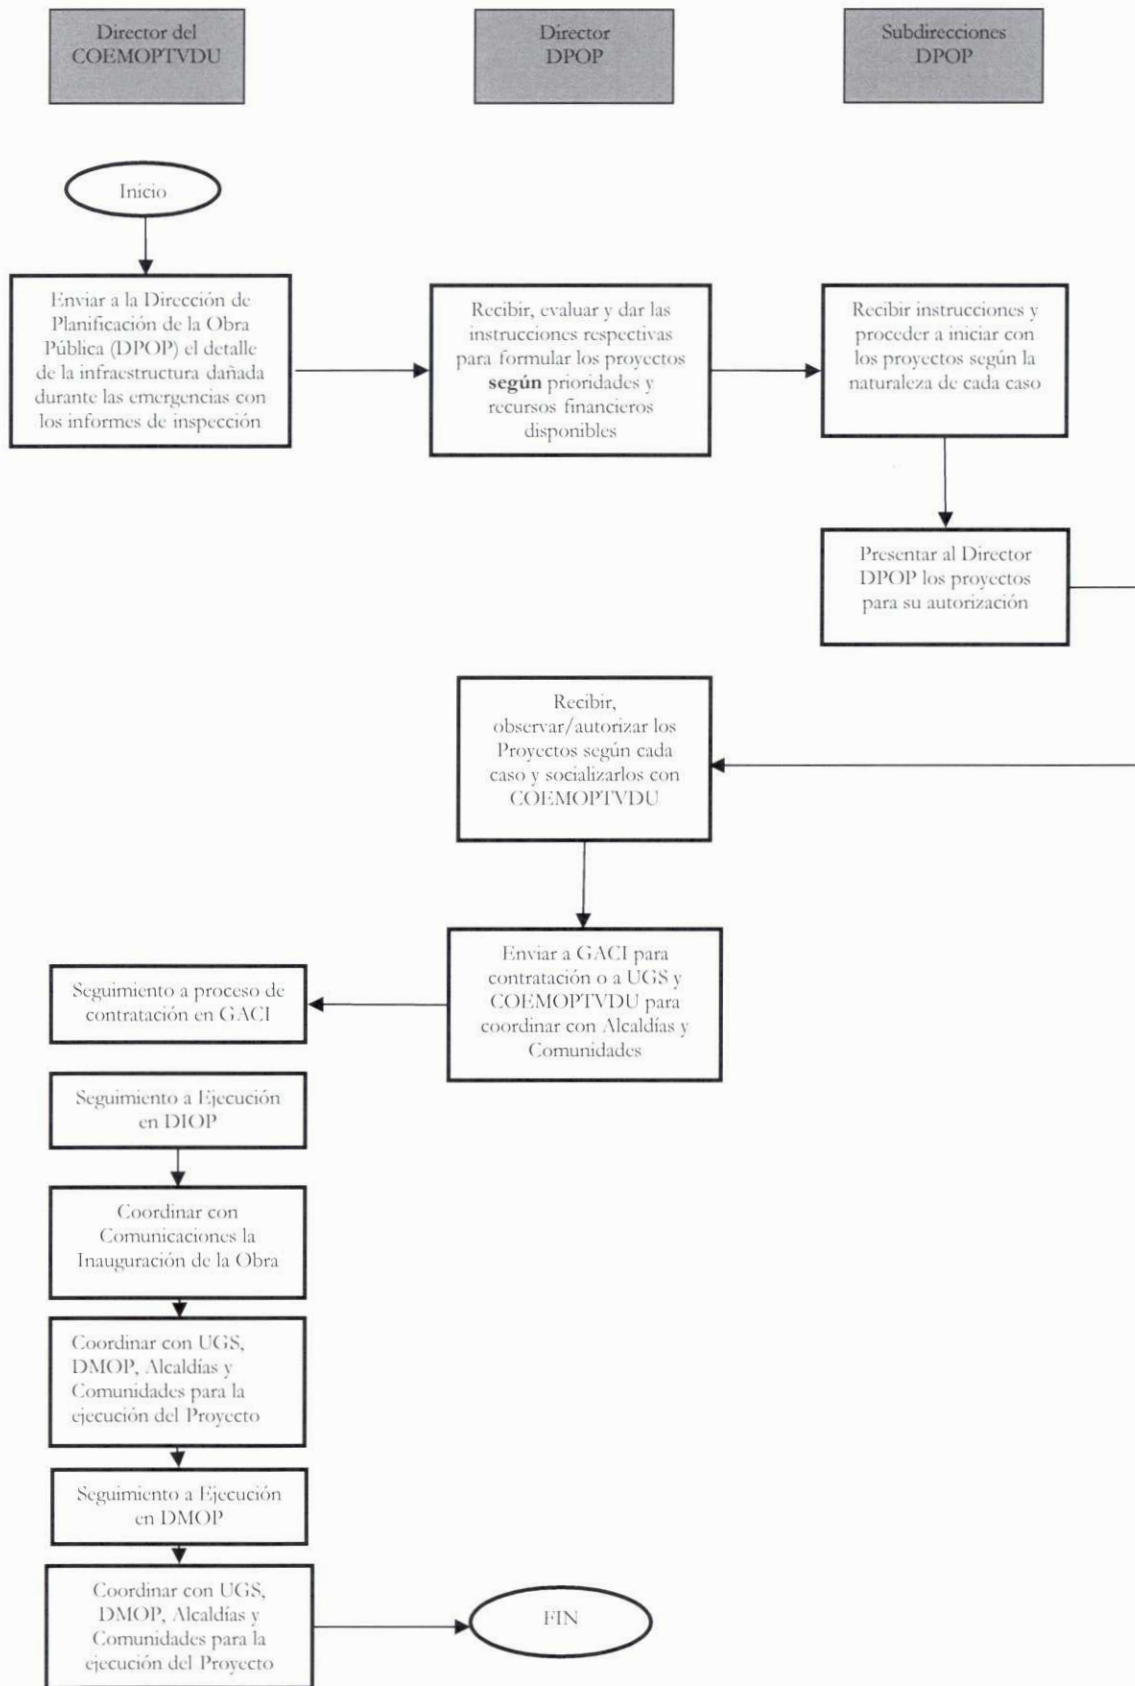 Director del
COEMOPTVDU
Director
DPOP
Subdirecciones
DPOP
Inicio
Enviar a la Dirección de
Planificación de la Obra
Pública (DPOP) el detalle
de la infraestructura dañada
durante las emergencias con
los informes de inspección
Recibir, evaluar y dar las
instrucciones respectivas
para formular los proyectos
según prioridades y
recursos financieros
disponibles
Recibir instrucciones y
proceder a iniciar con
los proyectos según la
naturaleza de cada caso
Presentar al Director
DPOP los proyectos
para su autorización
Recibir,
observar/autorizar los
Proyectos según cada
caso y socializarlos con
COEMOPTVDU
Enviar a GACI para
contratación o a UGS y
COEMOPTVDU para
coordinar con Alcaldías y
Comunidades
Seguimiento a proceso de
contratación en GACI
Seguimiento a Ejecución
en DIOP
Coordinar con
Comunicaciones la
Inauguración de la Obra
Coordinar con UGS,
DMOP, Alcaldías y
Comunidades para la
ejecución del Proyecto
Seguimiento a Ejecución
en DMOP
Coordinar con UGS,
DMOP, Alcaldías y
Comunidades para la
ejecución del Proyecto
FIN